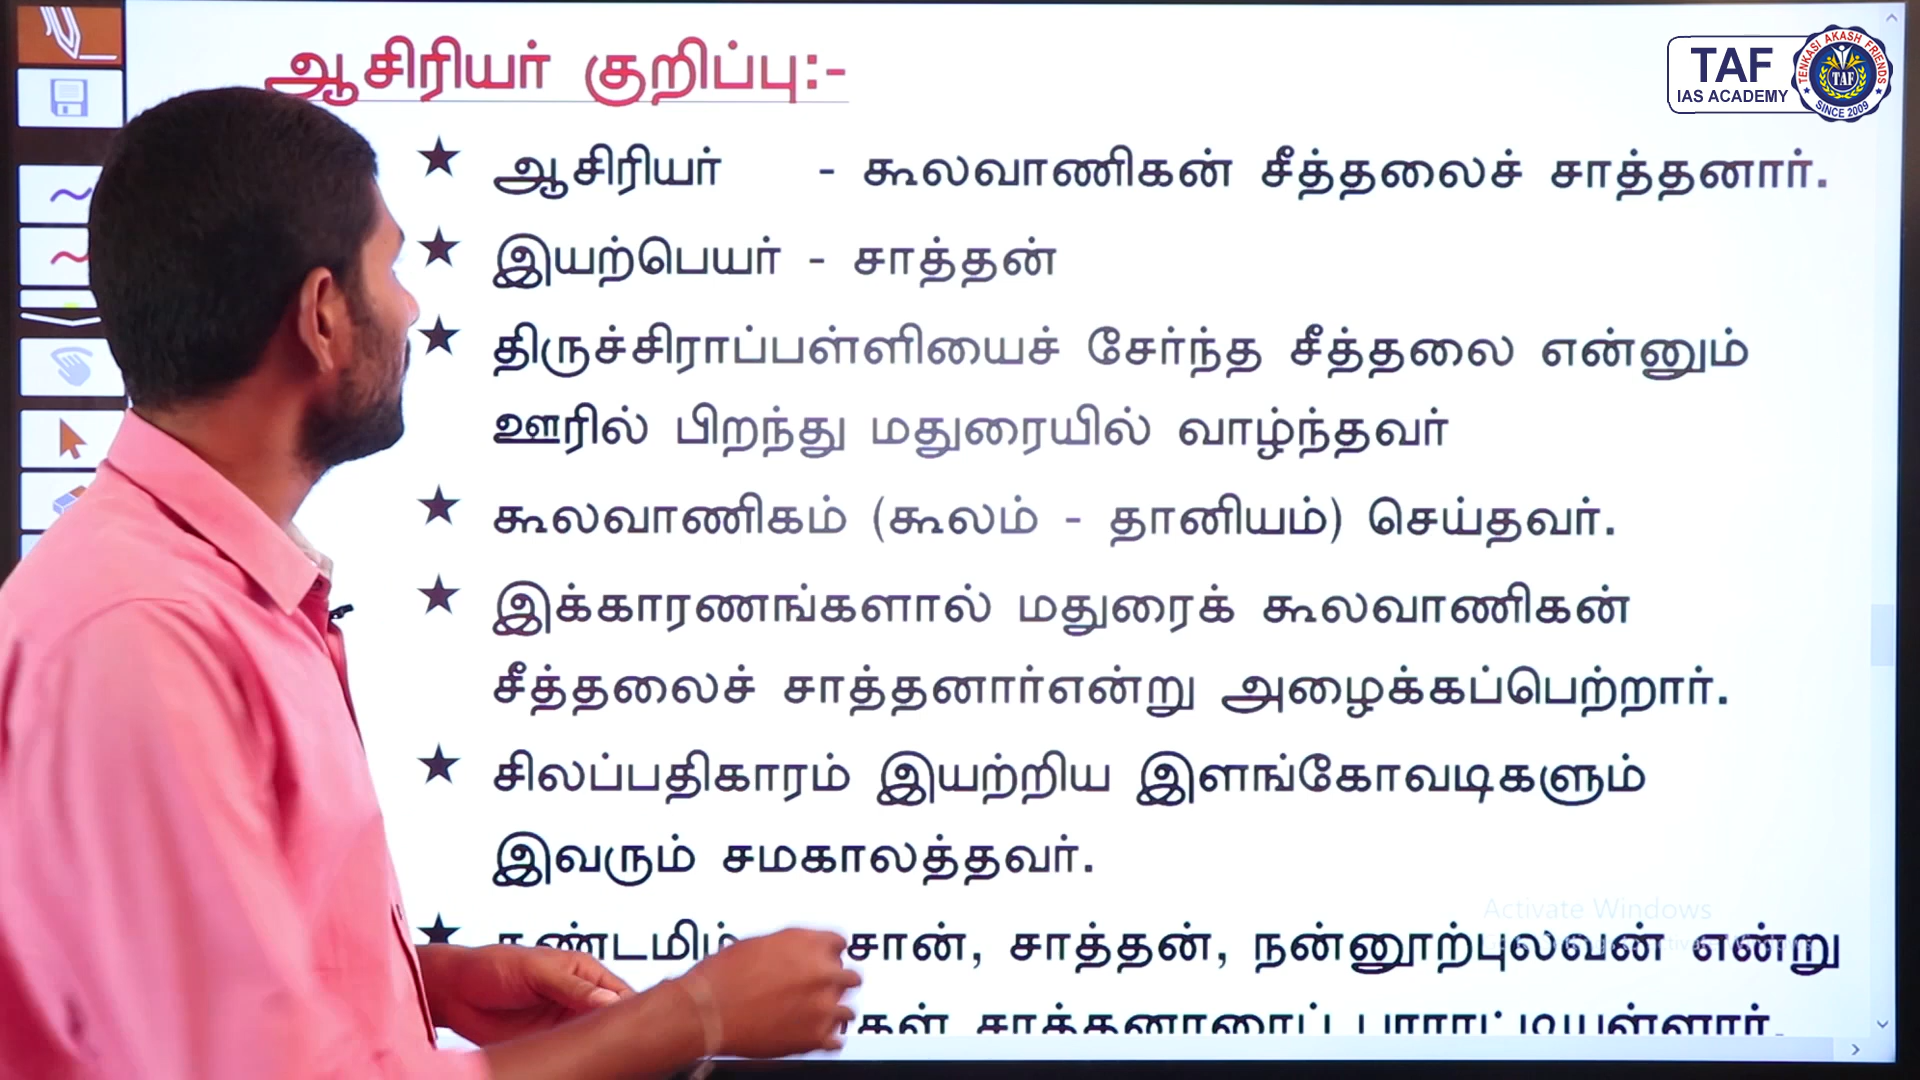 ஆசிரியர் குறிப்பு:-
TAF
IAS ACADEMY
TENKASI AKASH FRIENDS
TAF
SINCE 2009
★ ஆசிரியர் - கூலவாணிகன் சீத்தலைச் சாத்தனார்.
★ இயற்பெயர் - சாத்தன்
★ திருச்சிராப்பள்ளியைச் சேர்ந்த சீத்தலை என்னும்
ஊரில் பிறந்து மதுரையில் வாழ்ந்தவர்
★ கூலவாணிகம் (கூலம் - தானியம்) செய்தவர்.
★ இக்காரணங்களால் மதுரைக் கூலவாணிகன்
சீத்தலைச் சாத்தனார்என்று அழைக்கப்பெற்றார்.
★ சிலப்பதிகாரம் இயற்றிய இளங்கோவடிகளும்
இவரும் சமகாலத்தவர்.
★ சாத்தன், நன்னூற்புலவன் என்று
சாத்தனாரைப் பாராட்டியுள்ளார்.
Activate Windows